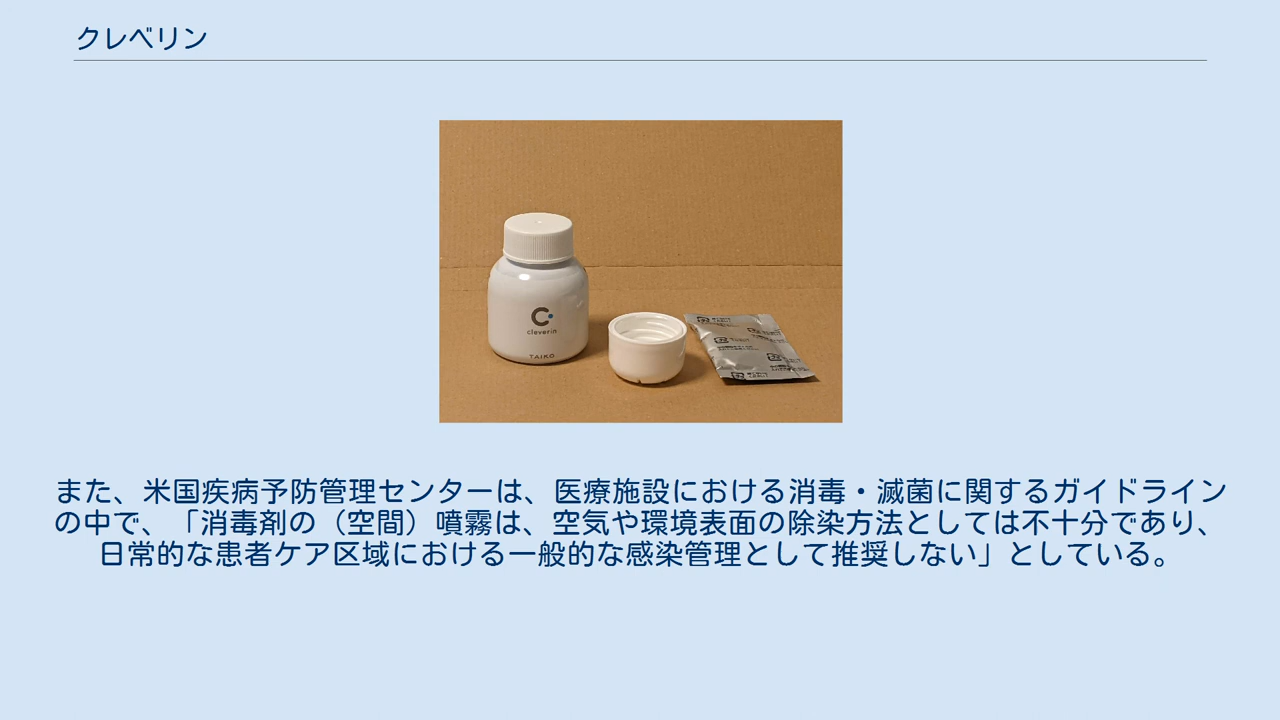 クレベリン
cleverin
TAIKO
また、米国疾病予防管理センターは、医療施設における消毒・滅菌に関するガイドライン
の中で、「消毒剤の（空間）噴霧は、空気や環境表面の除染方法としては不十分であり、
日常的な患者ケア区域における一般的な感染管理として推奨しない」としている。